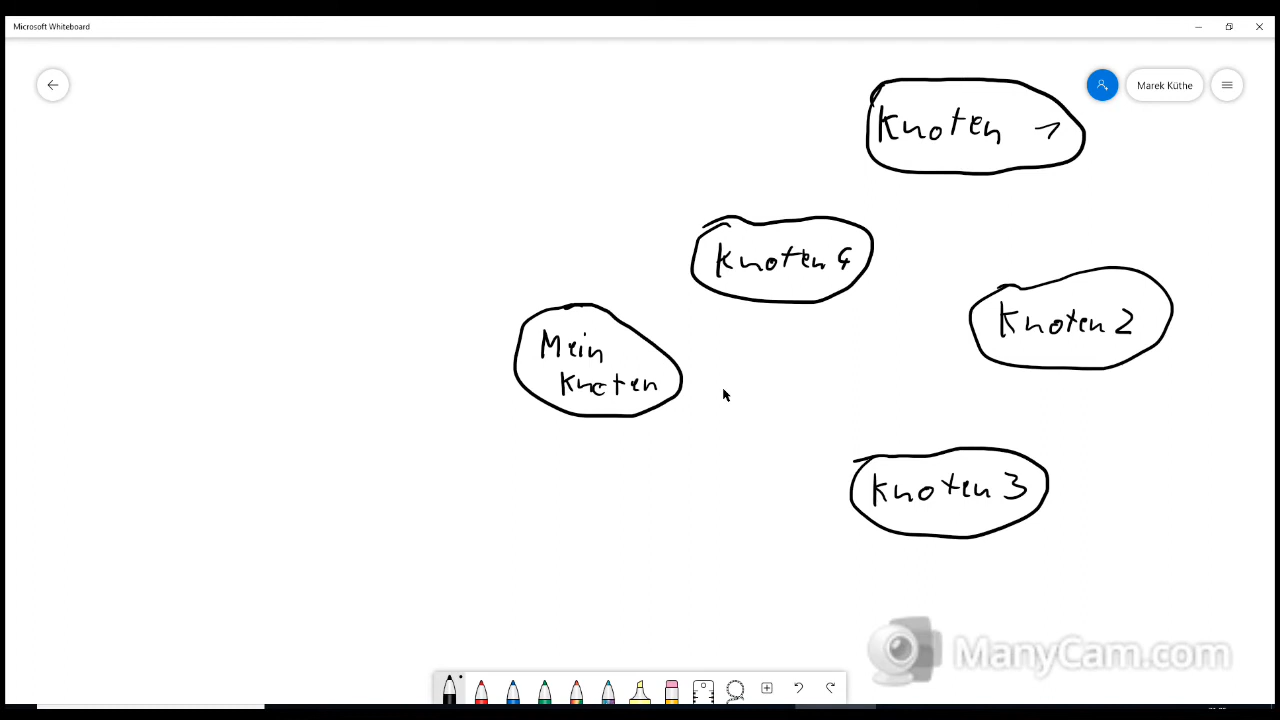 Microsoft Whiteboard
Marek Küthe
Knoten 1
Knoten 4
Knoten 2
Mein
Knoten
Knoten 3
ManyCam.com